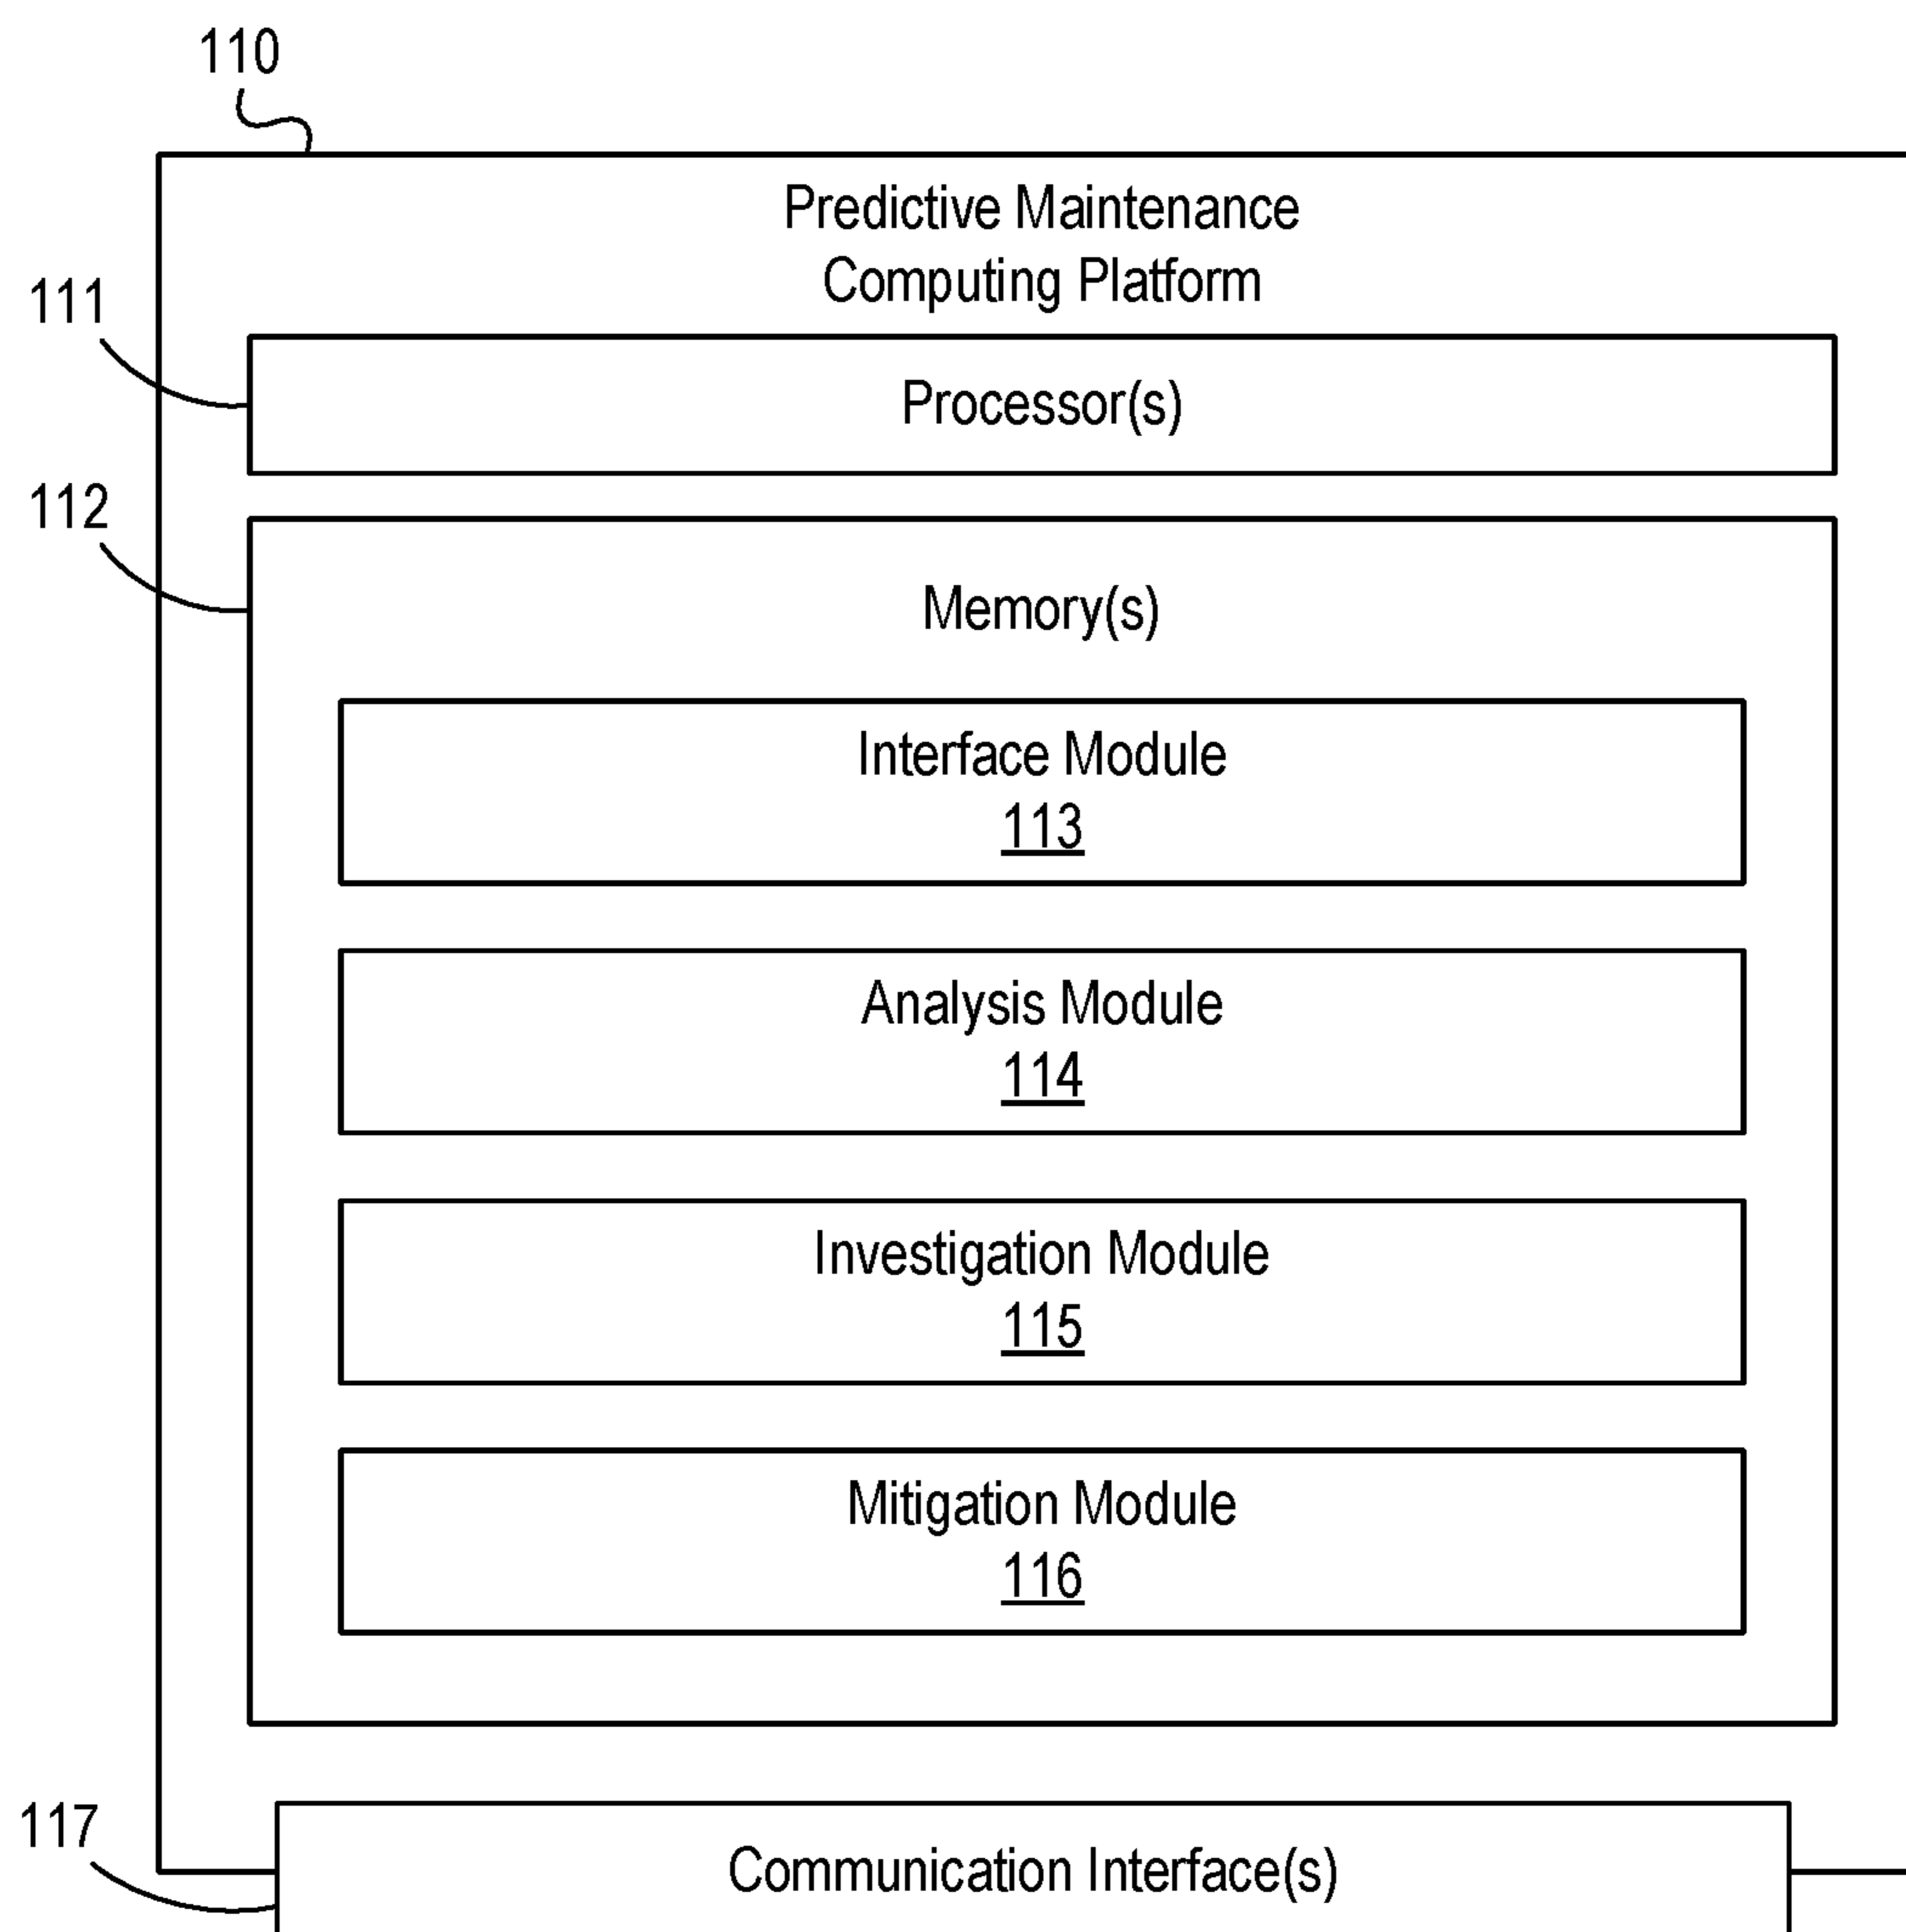 110
Predictive Maintenance
Computing Platform
111
Processor(s)
112
Memory(s)
Interface Module
113
Analysis Module
114
Investigation Module
115
Mitigation Module
116
117
Communication Interface(s)